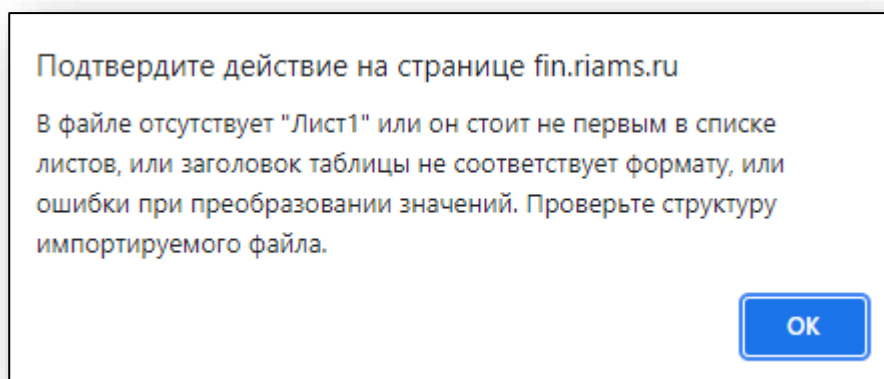 Подтвердите действие на странице fin.riams.ru
В файле отсутствует "Лист1" или он стоит не первым в списке
листов, или заголовок таблицы не соответствует формату, или
ошибки при преобразовании значений. Проверьте структуру
импортируемого файла.
ОК